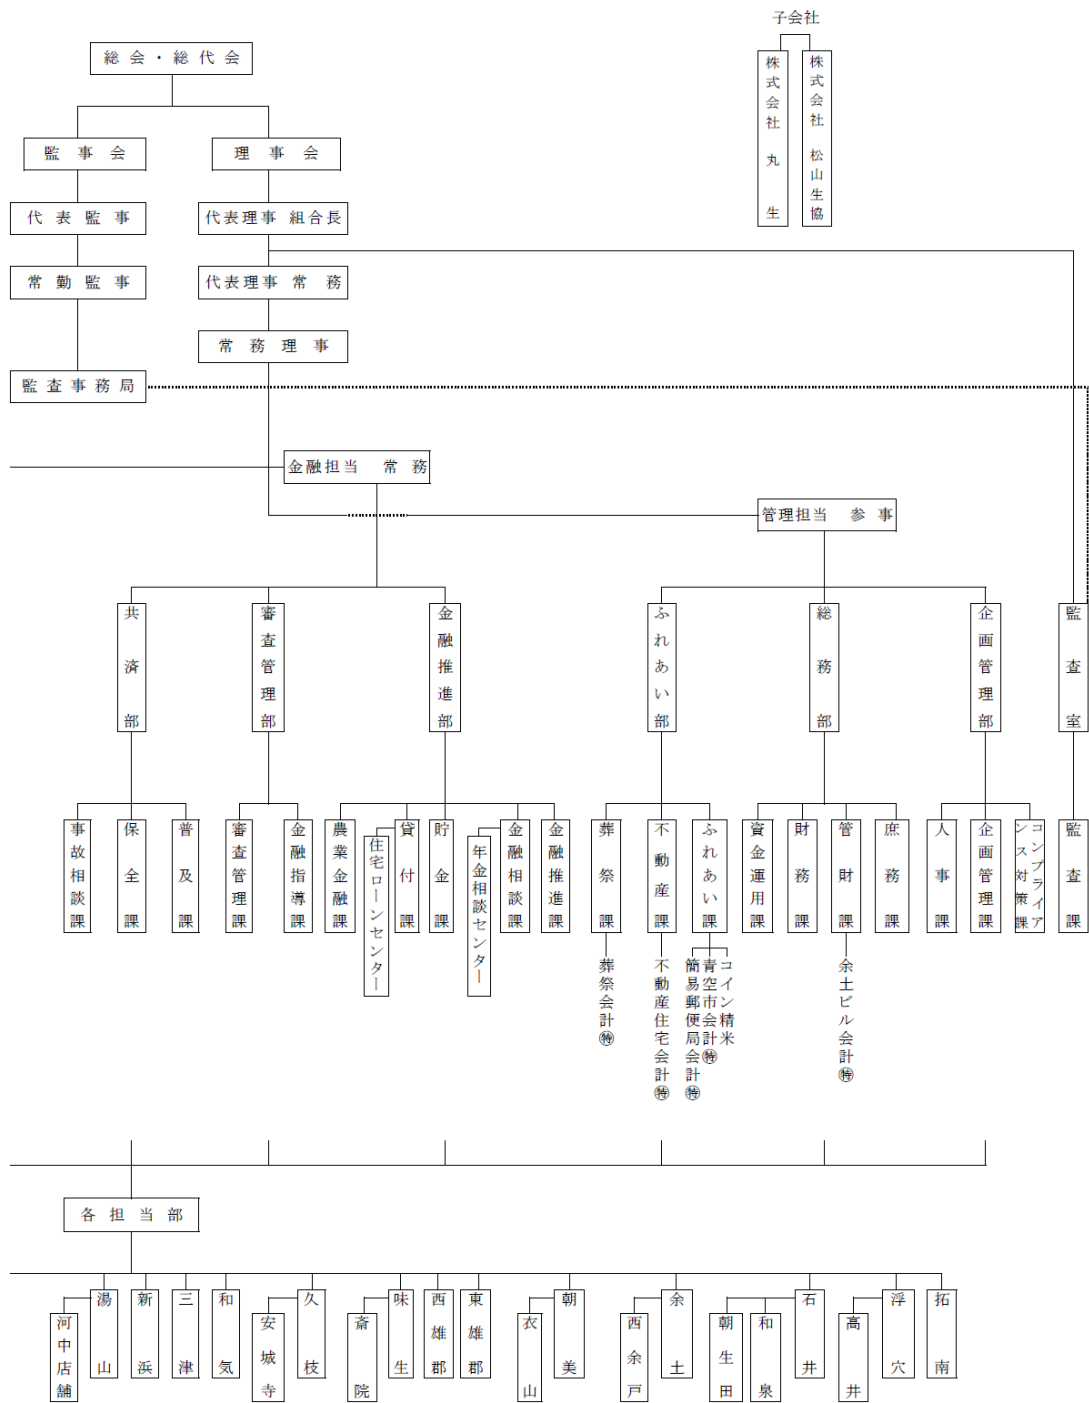 子会社
株式会社 丸生
株式会社 松山生協
総会・総代会
監事会
理事会
代表監事
代表理事 組合長
常勤監事
代表理事 常務
常務理事
監査事務局
金融担当 常務
管理担当 参事
共済部
審査管理部
金融推進部
ふれあい部
総務部
企画管理部
監査室
事故相談課
保全課
普及課
審査管理課
金融指導課
農業金融課
住宅ローンセンター
貸付課
貯金課
年金相談センター
金融相談課
金融推進課
葬祭課
不動産課
ふれあい課
資金運用課
財務課
管財課
庶務課
人事課
企画管理課
コンプライアンス対策課
監査課
葬祭会計㊕
不動産住宅会計㊕
簡易郵便局会計㊕
青空市会計㊕
コイン精米
余土ビル会計㊕
各担当部
河中店舗
湯山
新浜
三津
和気
安城寺
久枝
斎院
味生
西雄郡
東雄郡
衣山
朝美
西余戸
余土
朝生田
和泉
石井
高井
浮穴
拓南